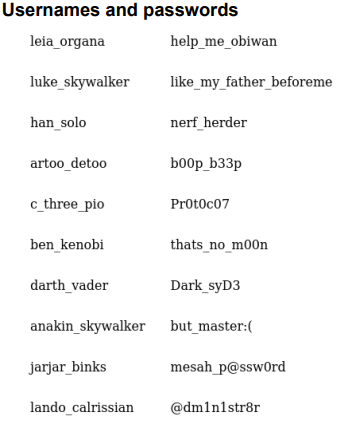 Usernames and passwords
leia_organa help_me_obiwan
luke_skywalker like_my_father_beforeme
han_solo nerf_herder
artoo_detoo b00p_b33p
c_three_pio Pr0t0c07
ben_kenobi thats_no_m00n
darth_vader Dark_syD3
anakin_skywalker but_master:(
jarjar_binks mesah_p@ssw0rd
lando_calrissian @dm1n1str8r